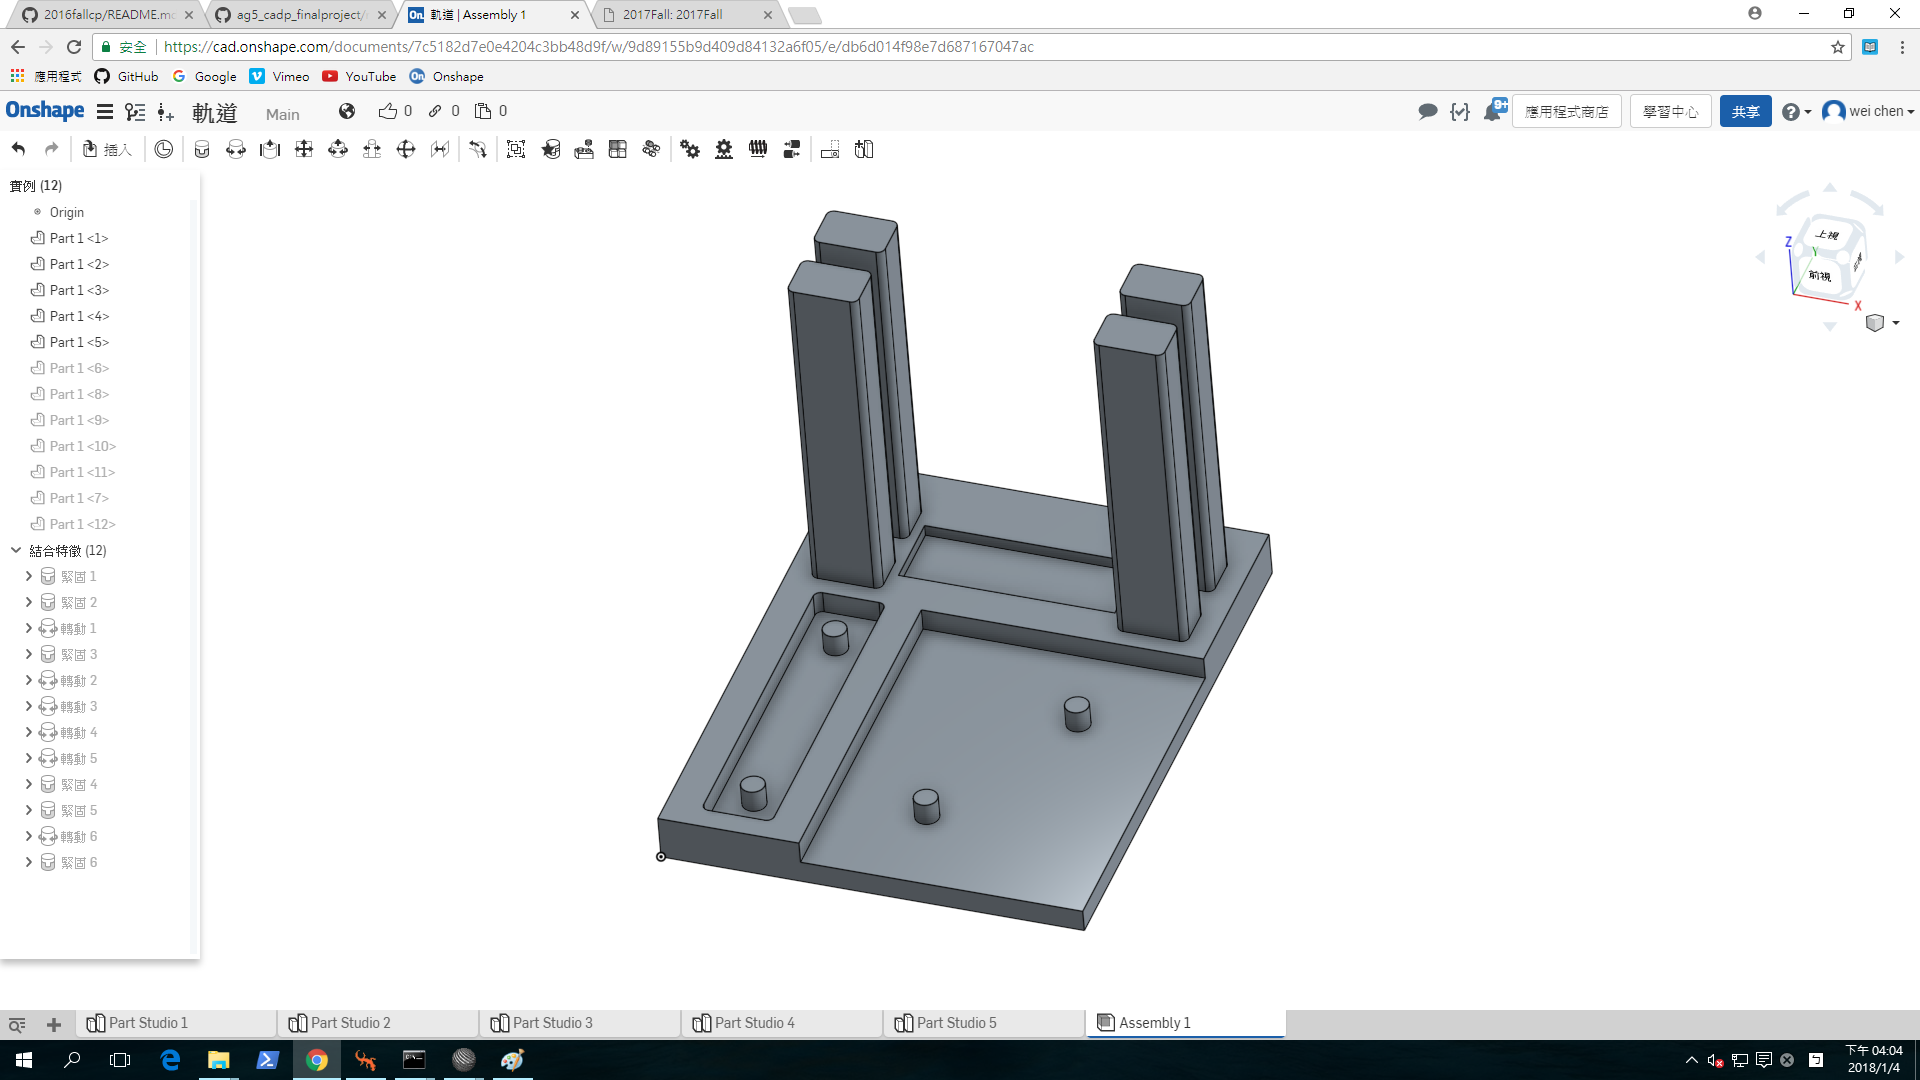 2016fallcp/README.md
ag5_cadp_finalproject/
軌道 | Assembly 1
2017Fall: 2017Fall
安全
https://cad.onshape.com/documents/7c5182d7e0e4204c3bb48d9f/w/9d89155b9d409d84132a6f05/e/db6d014f98e7d687167047ac
應用程式 GitHub Google Vimeo YouTube Onshape
Onshape 軌道 Main 0 0 0 9+ 應用程式商店 學習中心 共享 wei chen
插入
實例 (12)
Origin
Part 1 <1>
Part 1 <2>
Part 1 <3>
Part 1 <4>
Part 1 <5>
Part 1 <6>
Part 1 <8>
Part 1 <9>
Part 1 <10>
Part 1 <11>
Part 1 <7>
Part 1 <12>
結合特徵 (12)
緊固 1
緊固 2
轉動 1
緊固 3
轉動 2
轉動 3
轉動 4
轉動 5
緊固 4
緊固 5
轉動 6
緊固 6
上視
前視
Z
Y
X
Part Studio 1
Part Studio 2
Part Studio 3
Part Studio 4
Part Studio 5
Assembly 1
下午 04:04
2018/1/4